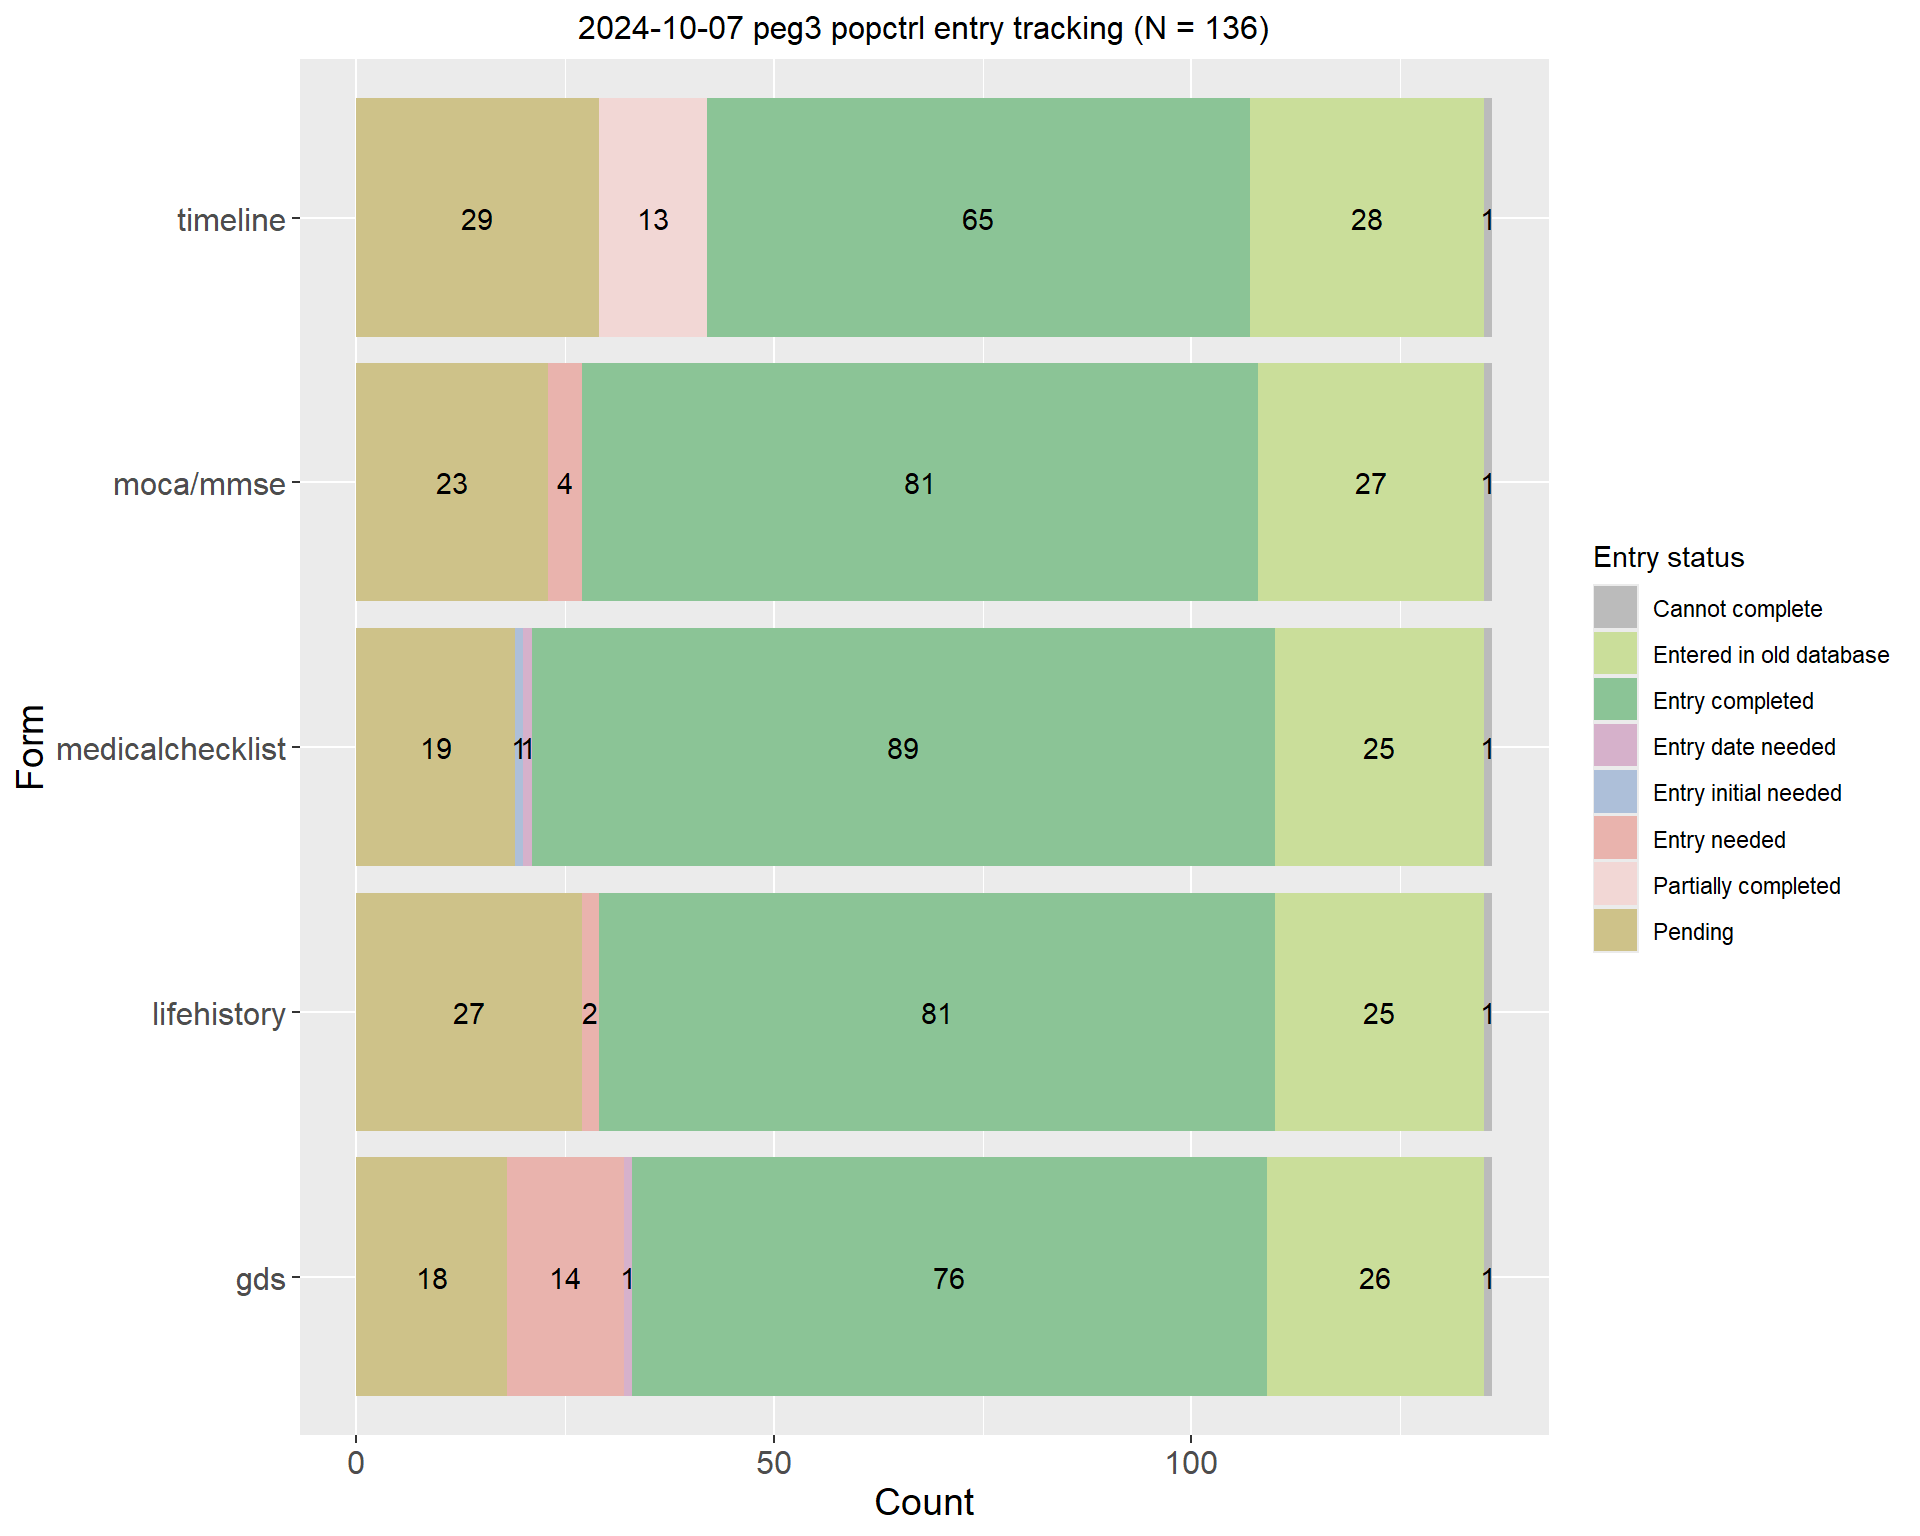 2024-10-07 peg3 popctrl entry tracking (N = 136)
timeline
29 13 65 28 1
moca/mmse
23 4 81 27 1
medicalchecklist
19 1 1 89 25 1
lifehistory
27 2 81 25 1
gds
18 14 1 76 26 1
0 50 100
Count
Form
Entry status
Cannot complete
Entered in old database
Entry completed
Entry date needed
Entry initial needed
Entry needed
Partially completed
Pending